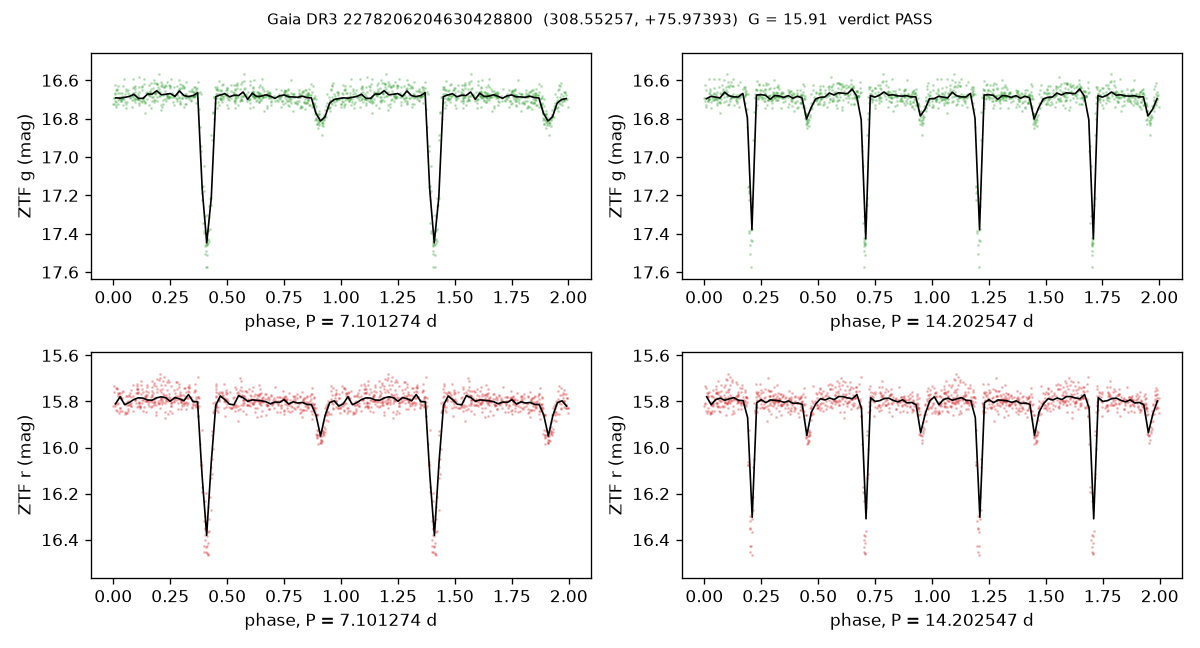 Gaia DR3 2278206204630428800 (308.55257, +75.97393) G = 15.91 verdict PASS
ZTF g (mag)
16.6
16.8
17.0
17.2
17.4
17.6
0.00 0.25 0.50 0.75 1.00 1.25 1.50 1.75 2.00
phase, P = 7.101274 d
ZTF g (mag)
16.6
16.8
17.0
17.2
17.4
17.6
0.00 0.25 0.50 0.75 1.00 1.25 1.50 1.75 2.00
phase, P = 14.202547 d
ZTF r (mag)
15.6
15.8
16.0
16.2
16.4
0.00 0.25 0.50 0.75 1.00 1.25 1.50 1.75 2.00
phase, P = 7.101274 d
ZTF r (mag)
15.6
15.8
16.0
16.2
16.4
0.00 0.25 0.50 0.75 1.00 1.25 1.50 1.75 2.00
phase, P = 14.202547 d